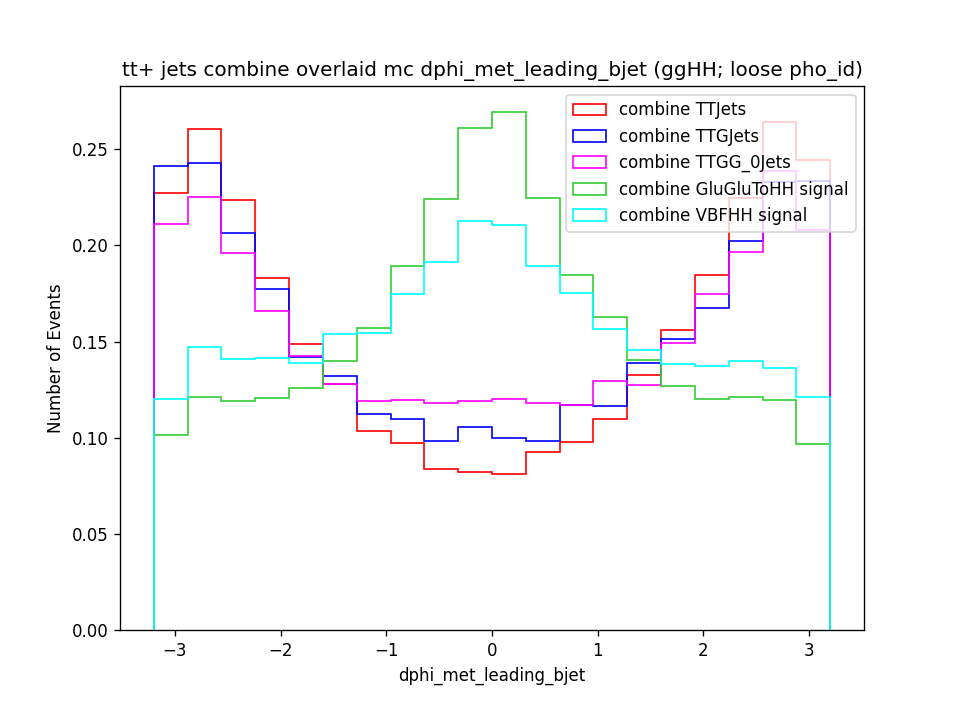 tt+ jets combine overlaid mc dphi_met_leading_bjet (ggHH; loose pho_id)
combine TTJets
combine TTGJets
combine TTGG_0Jets
combine GluGluToHH signal
combine VBFHH signal
Number of Events
0.25
0.20
0.15
0.10
0.05
0.00
−3 −2 −1 0 1 2 3
dphi_met_leading_bjet